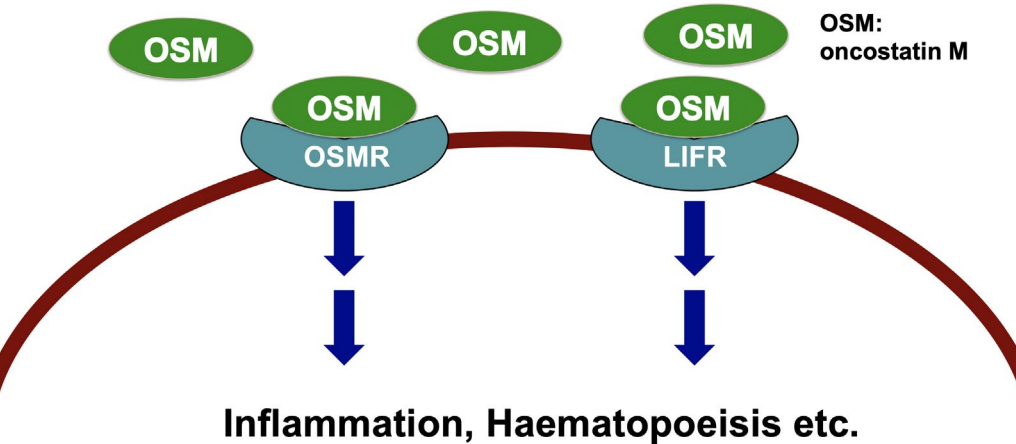 OSM
OSM
OSM
OSM:
oncostatin M
OSM
OSM
OSMR
LIFR
Inflammation, Haematopoeisis etc.